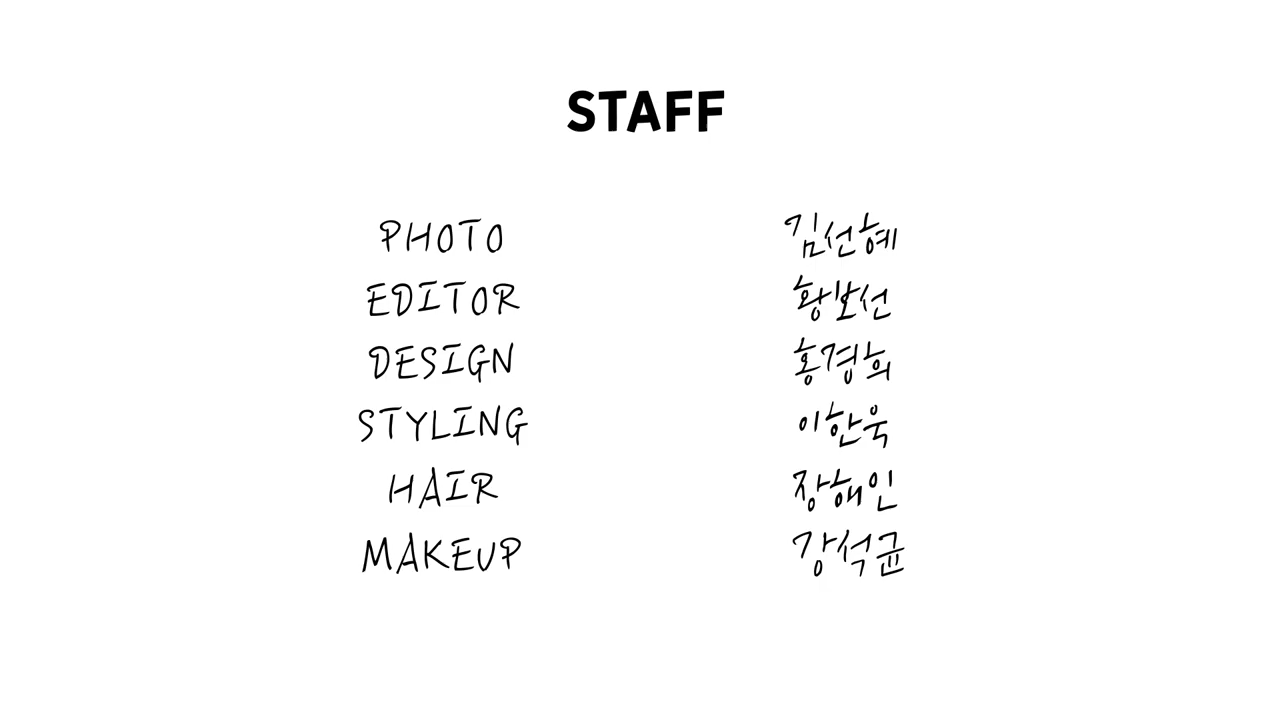 STAFF
PHOTO 김선혜
EDITOR 황보선
DESIGN 홍경희
STYLING 이한욱
HAIR 장해인
MAKEUP 강석균